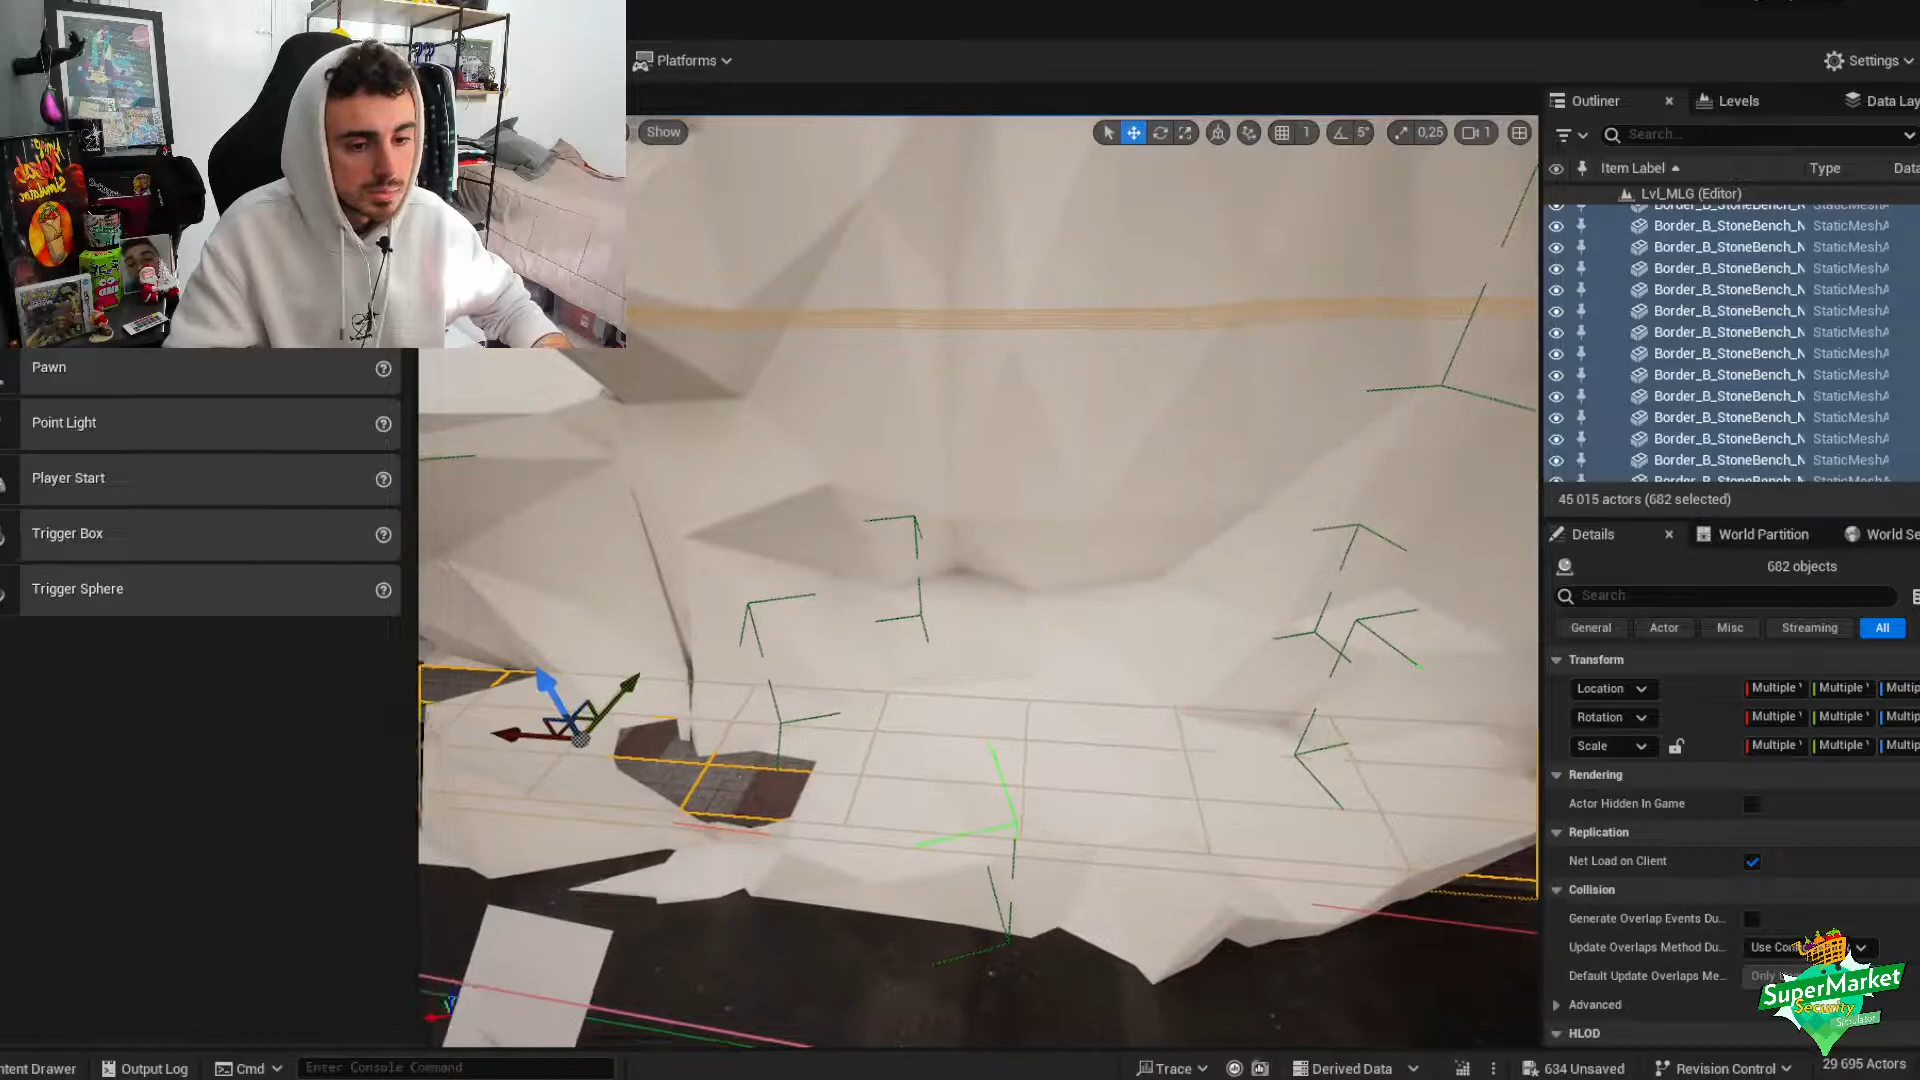 Platforms
Settings
Show
1
5°
0,25
1
Outliner
Levels
Data Lay
Search...
Item Label
Type
Data
Lvl_MLG (Editor)
Border_B_StoneBench_N StaticMeshA
Border_B_StoneBench_N StaticMeshA
Border_B_StoneBench_N StaticMeshA
Border_B_StoneBench_N StaticMeshA
Border_B_StoneBench_N StaticMeshA
Border_B_StoneBench_N StaticMeshA
Border_B_StoneBench_N StaticMeshA
Border_B_StoneBench_N StaticMeshA
Border_B_StoneBench_N StaticMeshA
Border_B_StoneBench_N StaticMeshA
Border_B_StoneBench_N StaticMeshA
Border_B_StoneBench_N StaticMeshA
45 015 actors (682 selected)
Details
World Partition
World Se
682 objects
Search
General
Actor
Misc
Streaming
All
Transform
Location
Multiple
Multiple
Multip
Rotation
Multiple
Multiple
Multip
Scale
Multiple
Multiple
Multip
Rendering
Actor Hidden In Game
Replication
Net Load on Client
Collision
Generate Overlap Events Du...
Update Overlaps Method Du...
Use Con
Default Update Overlaps Me...
Only
Advanced
HLOD
Pawn
Point Light
Player Start
Trigger Box
Trigger Sphere
SuperMarket
Security
Simulator
ntent Drawer
Output Log
Cmd
Enter Console Command
Trace
Derived Data
634 Unsaved
Revision Control
29 695 Actors